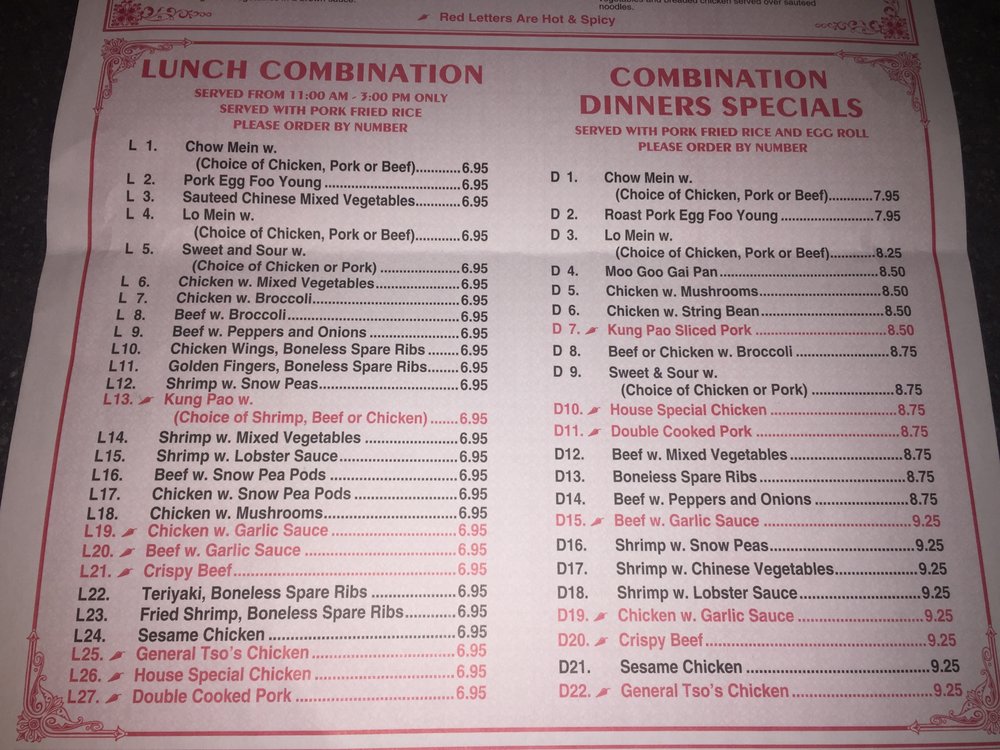 vegetables and breaded chicken served over sauteed
noodles.
Red Letters Are Hot & Spicy
LUNCH COMBINATION
SERVED FROM 11:00 AM - 3:00 PM ONLY
SERVED WITH PORK FRIED RICE
PLEASE ORDER BY NUMBER
L 1. Chow Mein w.
(Choice of Chicken, Pork or Beef)............6.95
L 2. Pork Egg Foo Young ........................6.95
L 3. Sauteed Chinese Mixed Vegetables...........6.95
L 4. Lo Mein w.
(Choice of Chicken, Pork or Beef)...........6.95
L 5. Sweet and Sour w.
(Choice of Chicken or Pork) ....................6.95
L 6. Chicken w. Mixed Vegetables.....................6.95
L 7. Chicken w. Broccoli.....................................6.95
L 8. Beef w. Broccoli...........................................6.95
L 9. Beef w. Peppers and Onions .......................6.95
L10. Chicken Wings, Boneless Spare Ribs ........6.95
L11. Golden Fingers, Boneless Spare Ribs........6.95
L12. Shrimp w. Snow Peas...................................6.95
L13. Kung Pao w.
(Choice of Shrimp, Beef or Chicken) .......6.95
L14. Shrimp w. Mixed Vegetables .......................6.95
L15. Shrimp w. Lobster Sauce.............................6.95
L16. Beef w. Snow Pea Pods ...............................6.95
L17. Chicken w. Snow Pea Pods .........................6.95
L18. Chicken w. Mushrooms................................6.95
L19. Chicken w. Garlic Sauce ..............................6.95
L20. Beef w. Garlic Sauce ....................................6.95
L21. Crispy Beef....................................................6.95
L22. Teriyaki, Boneless Spare Ribs ....................6.95
L23. Fried Shrimp, Boneless Spare Ribs.............6.95
L24. Sesame Chicken ...........................................6.95
L25. General Tso's Chicken..................................6.95
L26. House Special Chicken.................................6.95
L27. Double Cooked Pork .....................................6.95
COMBINATION
DINNERS SPECIALS
SERVED WITH PORK FRIED RICE AND EGG ROLL
PLEASE ORDER BY NUMBER
D 1. Chow Mein w.
(Choice of Chicken, Pork or Beef)...........7.95
D 2. Roast Pork Egg Foo Young .......................7.95
D 3. Lo Mein w.
(Choice of Chicken, Pork or Beef)...........8.25
D 4. Moo Goo Gai Pan......................................8.50
D 5. Chicken w. Mushrooms..............................8.50
D 6. Chicken w. String Bean..............................8.50
D 7. Kung Pao Sliced Pork ................................8.50
D 8. Beef or Chicken w. Broccoli .......................8.75
D 9. Sweet & Sour w.
(Choice of Chicken or Pork) .....................8.75
D10. House Special Chicken .............................8.75
D11. Double Cooked Pork .................................8.75
D12. Beef w. Mixed Vegetables..........................8.75
D13. Boneless Spare Ribs .................................8.75
D14. Beef w. Peppers and Onions .....................8.75
D15. Beef w. Garlic Sauce .................................9.25
D16. Shrimp w. Snow Peas................................9.25
D17. Shrimp w. Chinese Vegetables..................9.25
D18. Shrimp w. Lobster Sauce...........................9.25
D19. Chicken w. Garlic Sauce ...........................9.25
D20. Crispy Beef................................................9.25
D21. Sesame Chicken .......................................9.25
D22. General Tso's Chicken...............................9.25